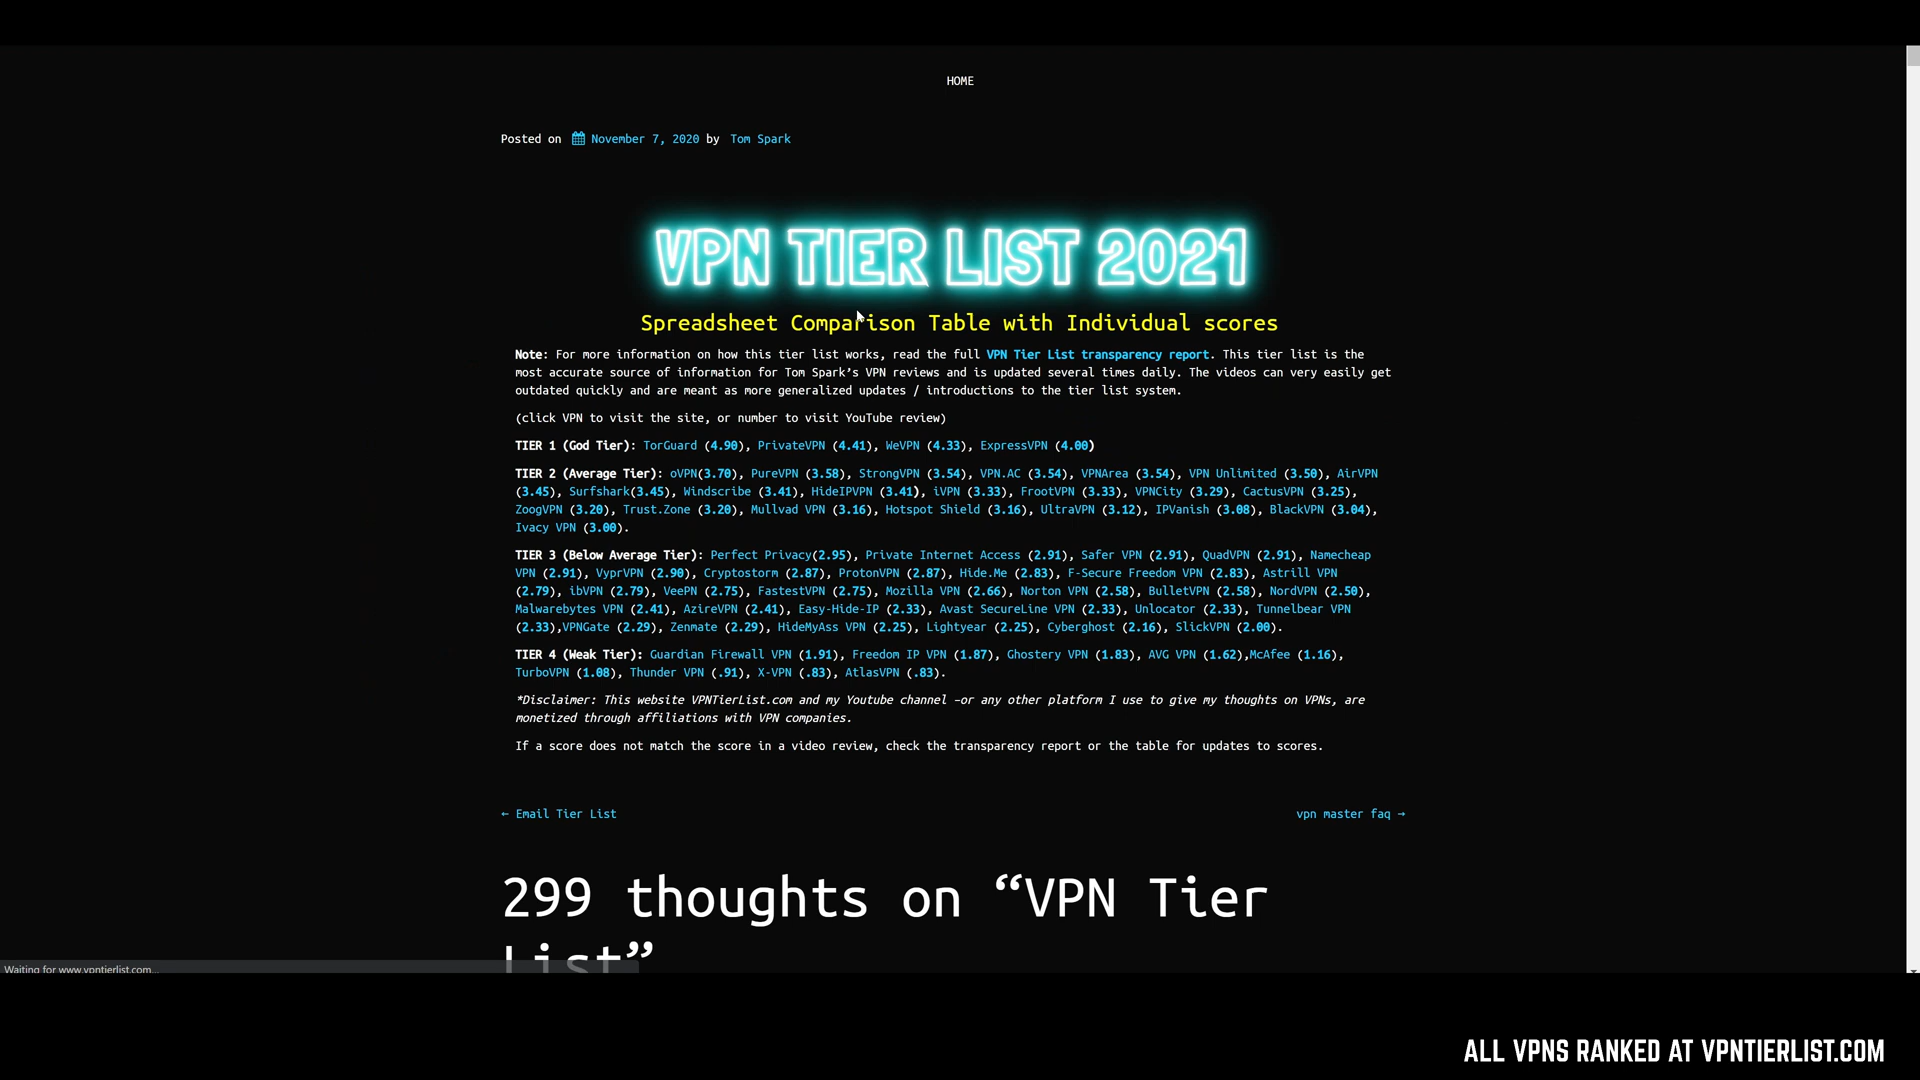 HOME
Posted on November 7, 2020 by Tom Spark
VPN TIER LIST 2021
Spreadsheet Comparison Table with Individual scores
Note: For more information on how this tier list works, read the full VPN Tier List transparency report. This tier list is the
most accurate source of information for Tom Spark’s VPN reviews and is updated several times daily. The videos can very easily get
outdated quickly and are meant as more generalized updates / introductions to the tier list system.
(click VPN to visit the site, or number to visit YouTube review)
TIER 1 (God Tier): TorGuard (4.90), PrivateVPN (4.41), WeVPN (4.33), ExpressVPN (4.00)
TIER 2 (Average Tier): oVPN(3.70), PureVPN (3.58), StrongVPN (3.54), VPN.AC (3.54), VPNArea (3.54), VPN Unlimited (3.50), AirVPN
(3.45), Surfshark(3.45), Windscribe (3.41), HideIPVPN (3.41), iVPN (3.33), FrootVPN (3.33), VPNCity (3.29), CactusVPN (3.25),
ZoogVPN (3.20), Trust.Zone (3.20), Mullvad VPN (3.16), Hotspot Shield (3.16), UltraVPN (3.12), IPVanish (3.08), BlackVPN (3.04),
Ivacy VPN (3.00).
TIER 3 (Below Average Tier): Perfect Privacy(2.95), Private Internet Access (2.91), Safer VPN (2.91), QuadVPN (2.91), Namecheap
VPN (2.91), VyprVPN (2.90), Cryptostorm (2.87), ProtonVPN (2.87), Hide.Me (2.83), F-Secure Freedom VPN (2.83), Astrill VPN
(2.79), ibVPN (2.79), VeePN (2.75), FastestVPN (2.75), Mozilla VPN (2.66), Norton VPN (2.58), BulletVPN (2.58), NordVPN (2.50),
Malwarebytes VPN (2.41), AzireVPN (2.41), Easy-Hide-IP (2.33), Avast SecureLine VPN (2.33), Unlocator (2.33), Tunnelbear VPN
(2.33),VPNGate (2.29), Zenmate (2.29), HideMyAss VPN (2.25), Lightyear (2.25), Cyberghost (2.16), SlickVPN (2.00).
TIER 4 (Weak Tier): Guardian Firewall VPN (1.91), Freedom IP VPN (1.87), Ghostery VPN (1.83), AVG VPN (1.62),McAfee (1.16),
TurboVPN (1.08), Thunder VPN (.91), X-VPN (.83), AtlasVPN (.83).
*Disclaimer: This website VPNTierList.com and my Youtube channel –or any other platform I use to give my thoughts on VPNs, are
monetized through affiliations with VPN companies.
If a score does not match the score in a video review, check the transparency report or the table for updates to scores.
← Email Tier List
vpn master faq →
299 thoughts on “VPN Tier
List”
Waiting for www.vpntierlist.com...
ALL VPNS RANKED AT VPNTIERLIST.COM